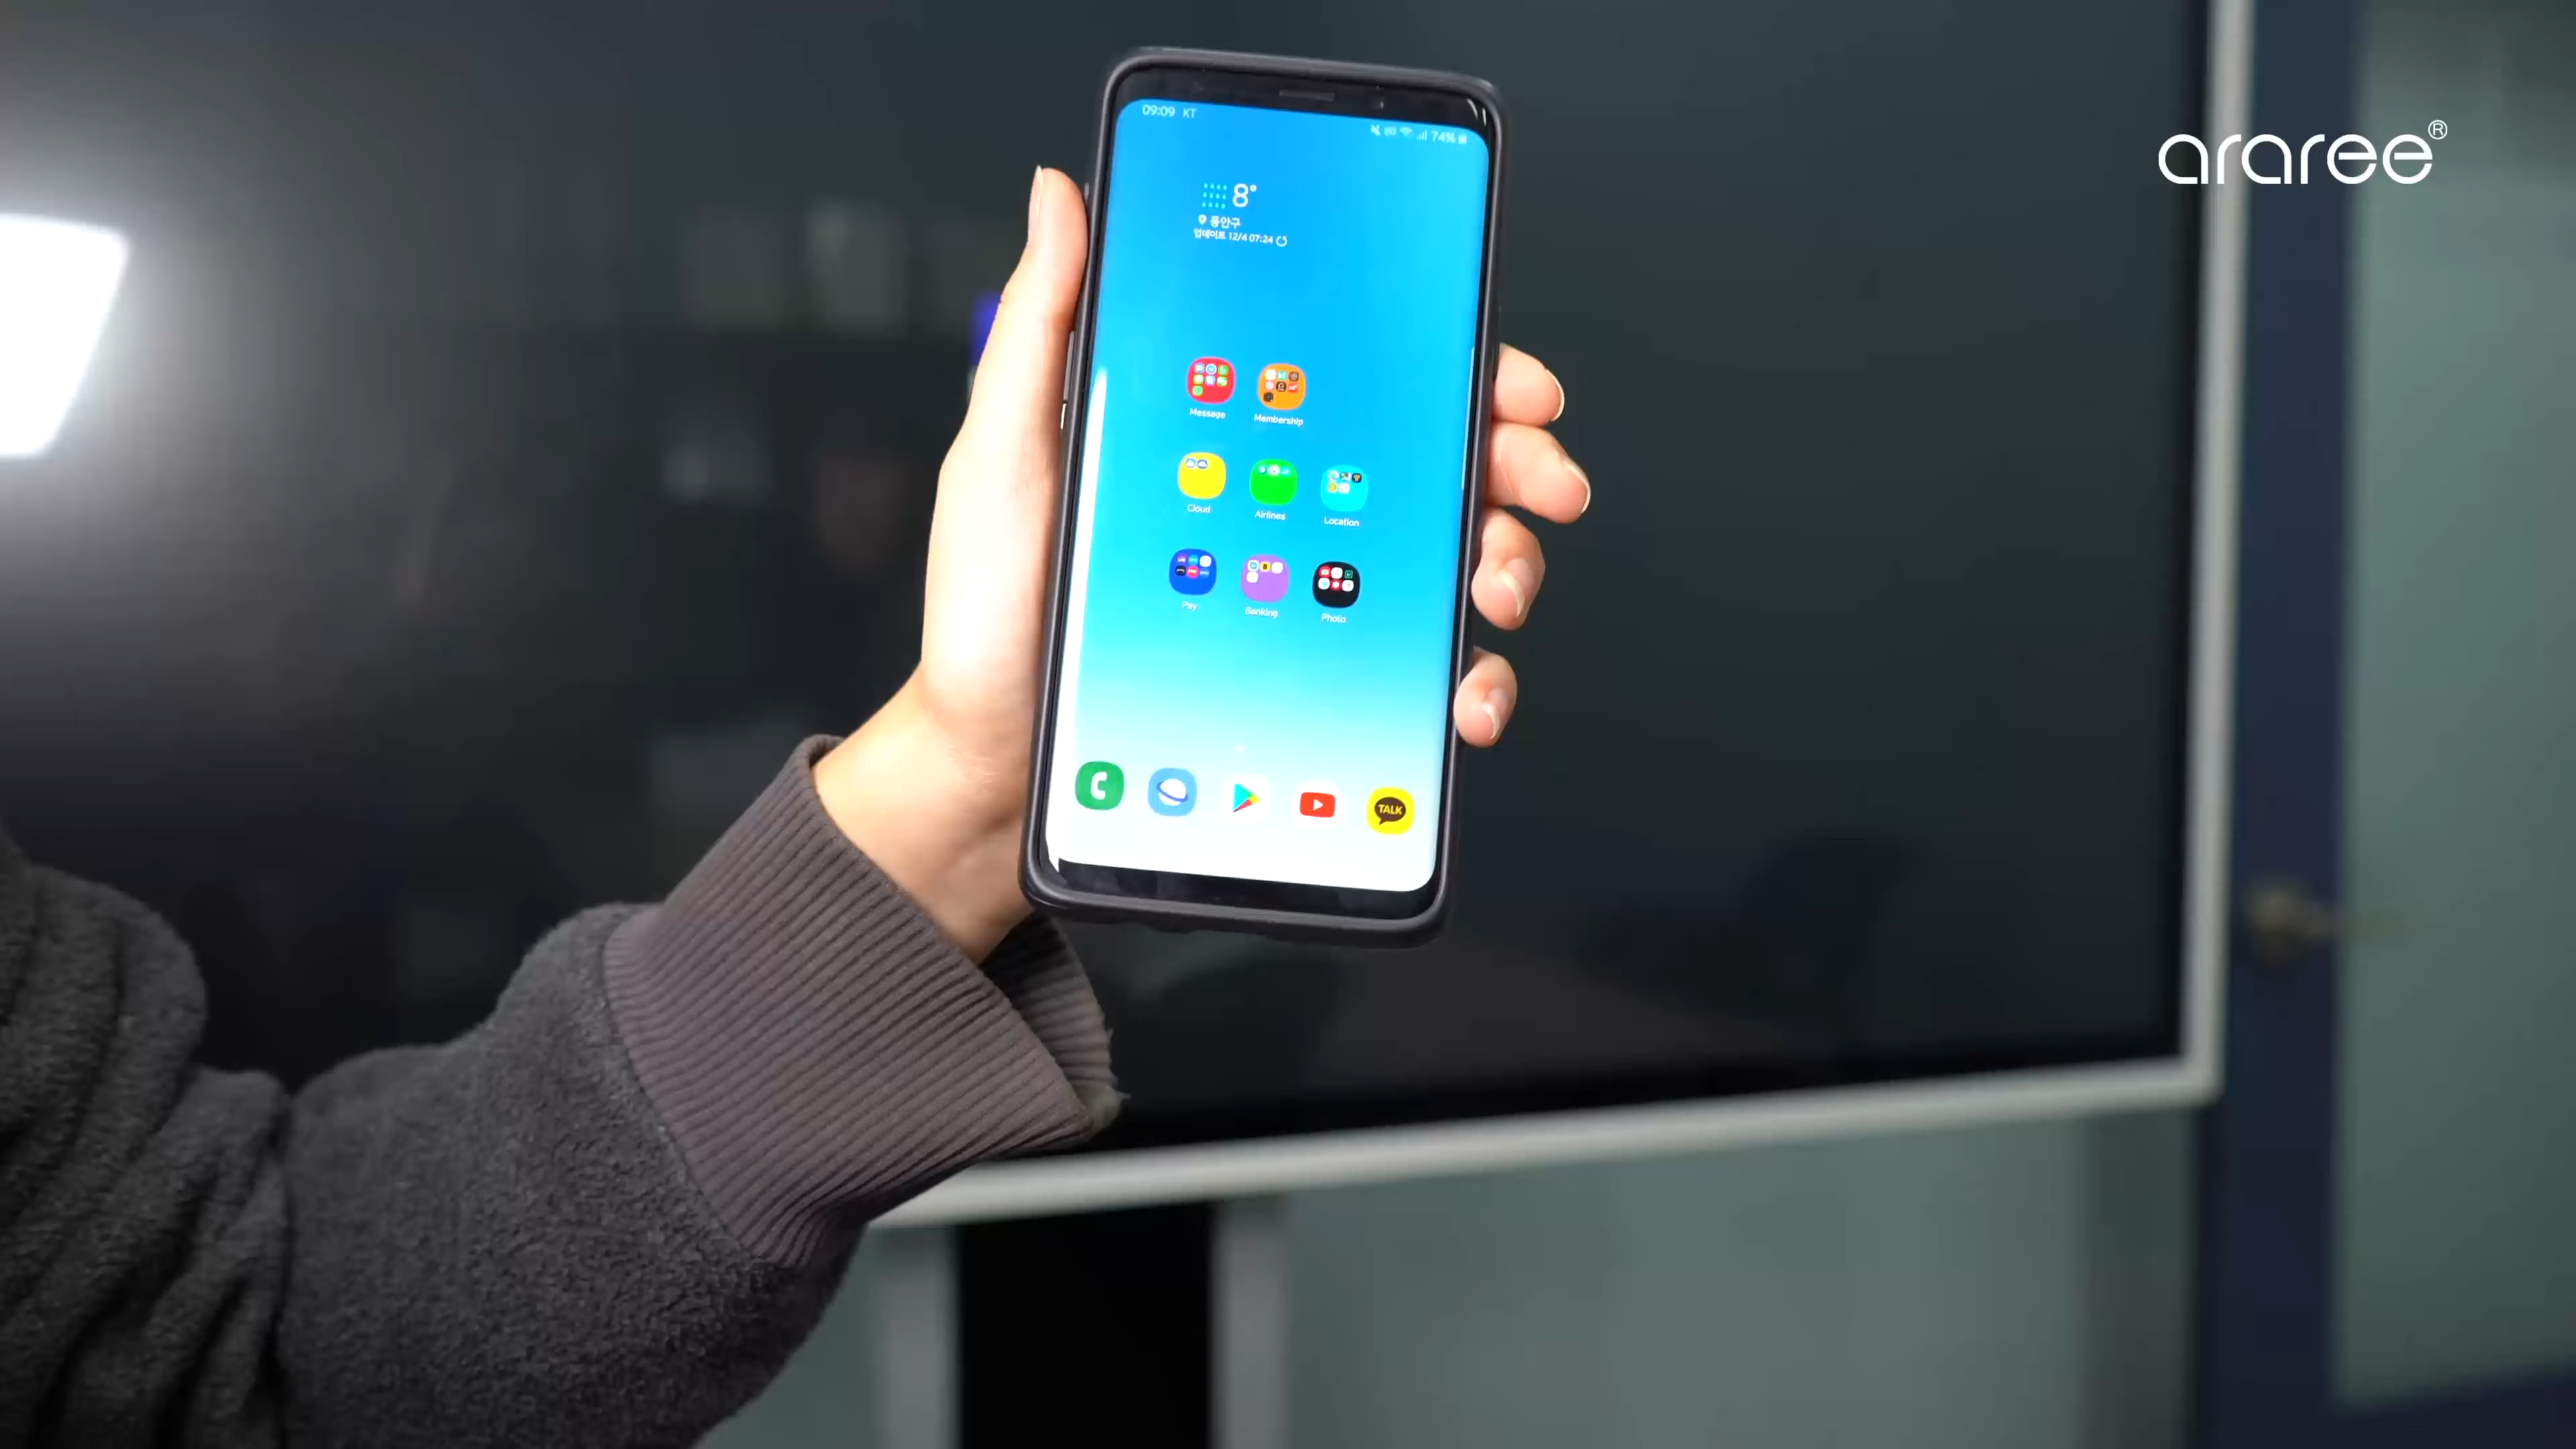 araree®
09:09 KT
74%
8°
동안구
업데이트 12/4 07:24
Message
Membership
Cloud
Airlines
Location
Pay
Banking
Photo
TALK